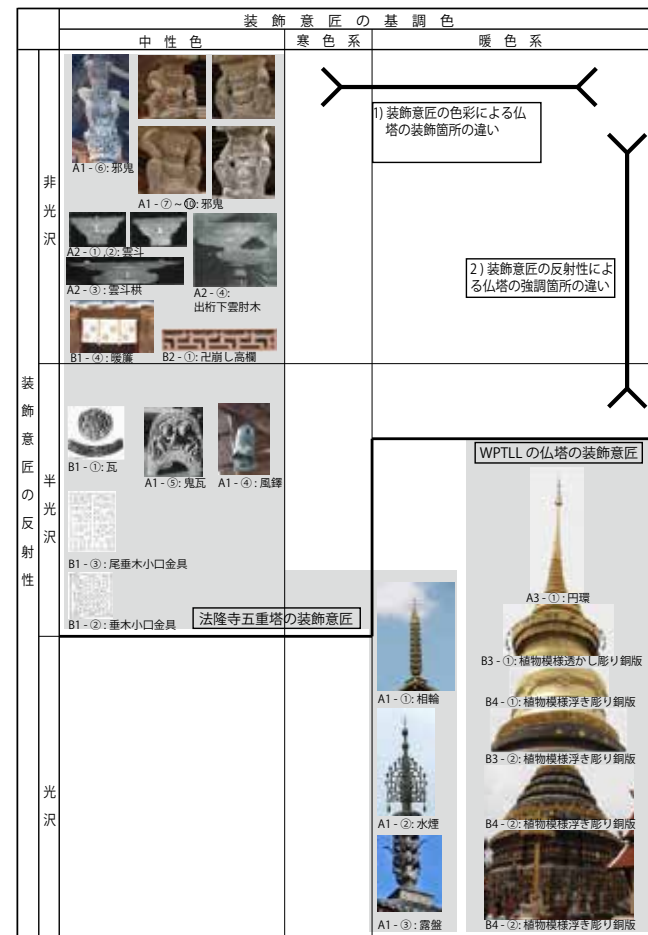 装飾意匠の基調色
中性色
寒色系
暖色系
装飾意匠の反射性
非光沢
A1 - ⑥: 邪鬼
A1 - ⑦ ~ ⑩: 邪鬼
A2 - ①,②: 雲斗
A2 - ③: 雲斗栱
A2 - ④:
出桁下雲肘木
B1 - ④: 暖簾
B2 - ①: 卍崩し高欄
1) 装飾意匠の色彩による仏
塔の装飾箇所の違い
2 ) 装飾意匠の反射性によ
る仏塔の強調箇所の違い
半光沢
B1 - ①: 瓦
A1 - ⑤: 鬼瓦
A1 - ④: 風鐸
B1 - ③: 尾垂木小口金具
B1 - ②: 垂木小口金具
法隆寺五重塔の装飾意匠
WPTLL の仏塔の装飾意匠
光沢
A1 - ①: 相輪
A1 - ②: 水煙
A1 - ③: 露盤
A3 - ①: 円環
B3 - ①: 植物模様透かし彫り銅版
B4 - ①: 植物模様浮き彫り銅版
B3 - ②: 植物模様浮き彫り銅版
B4 - ②: 植物模様浮き彫り銅版
B4 - ②: 植物模様浮き彫り銅版